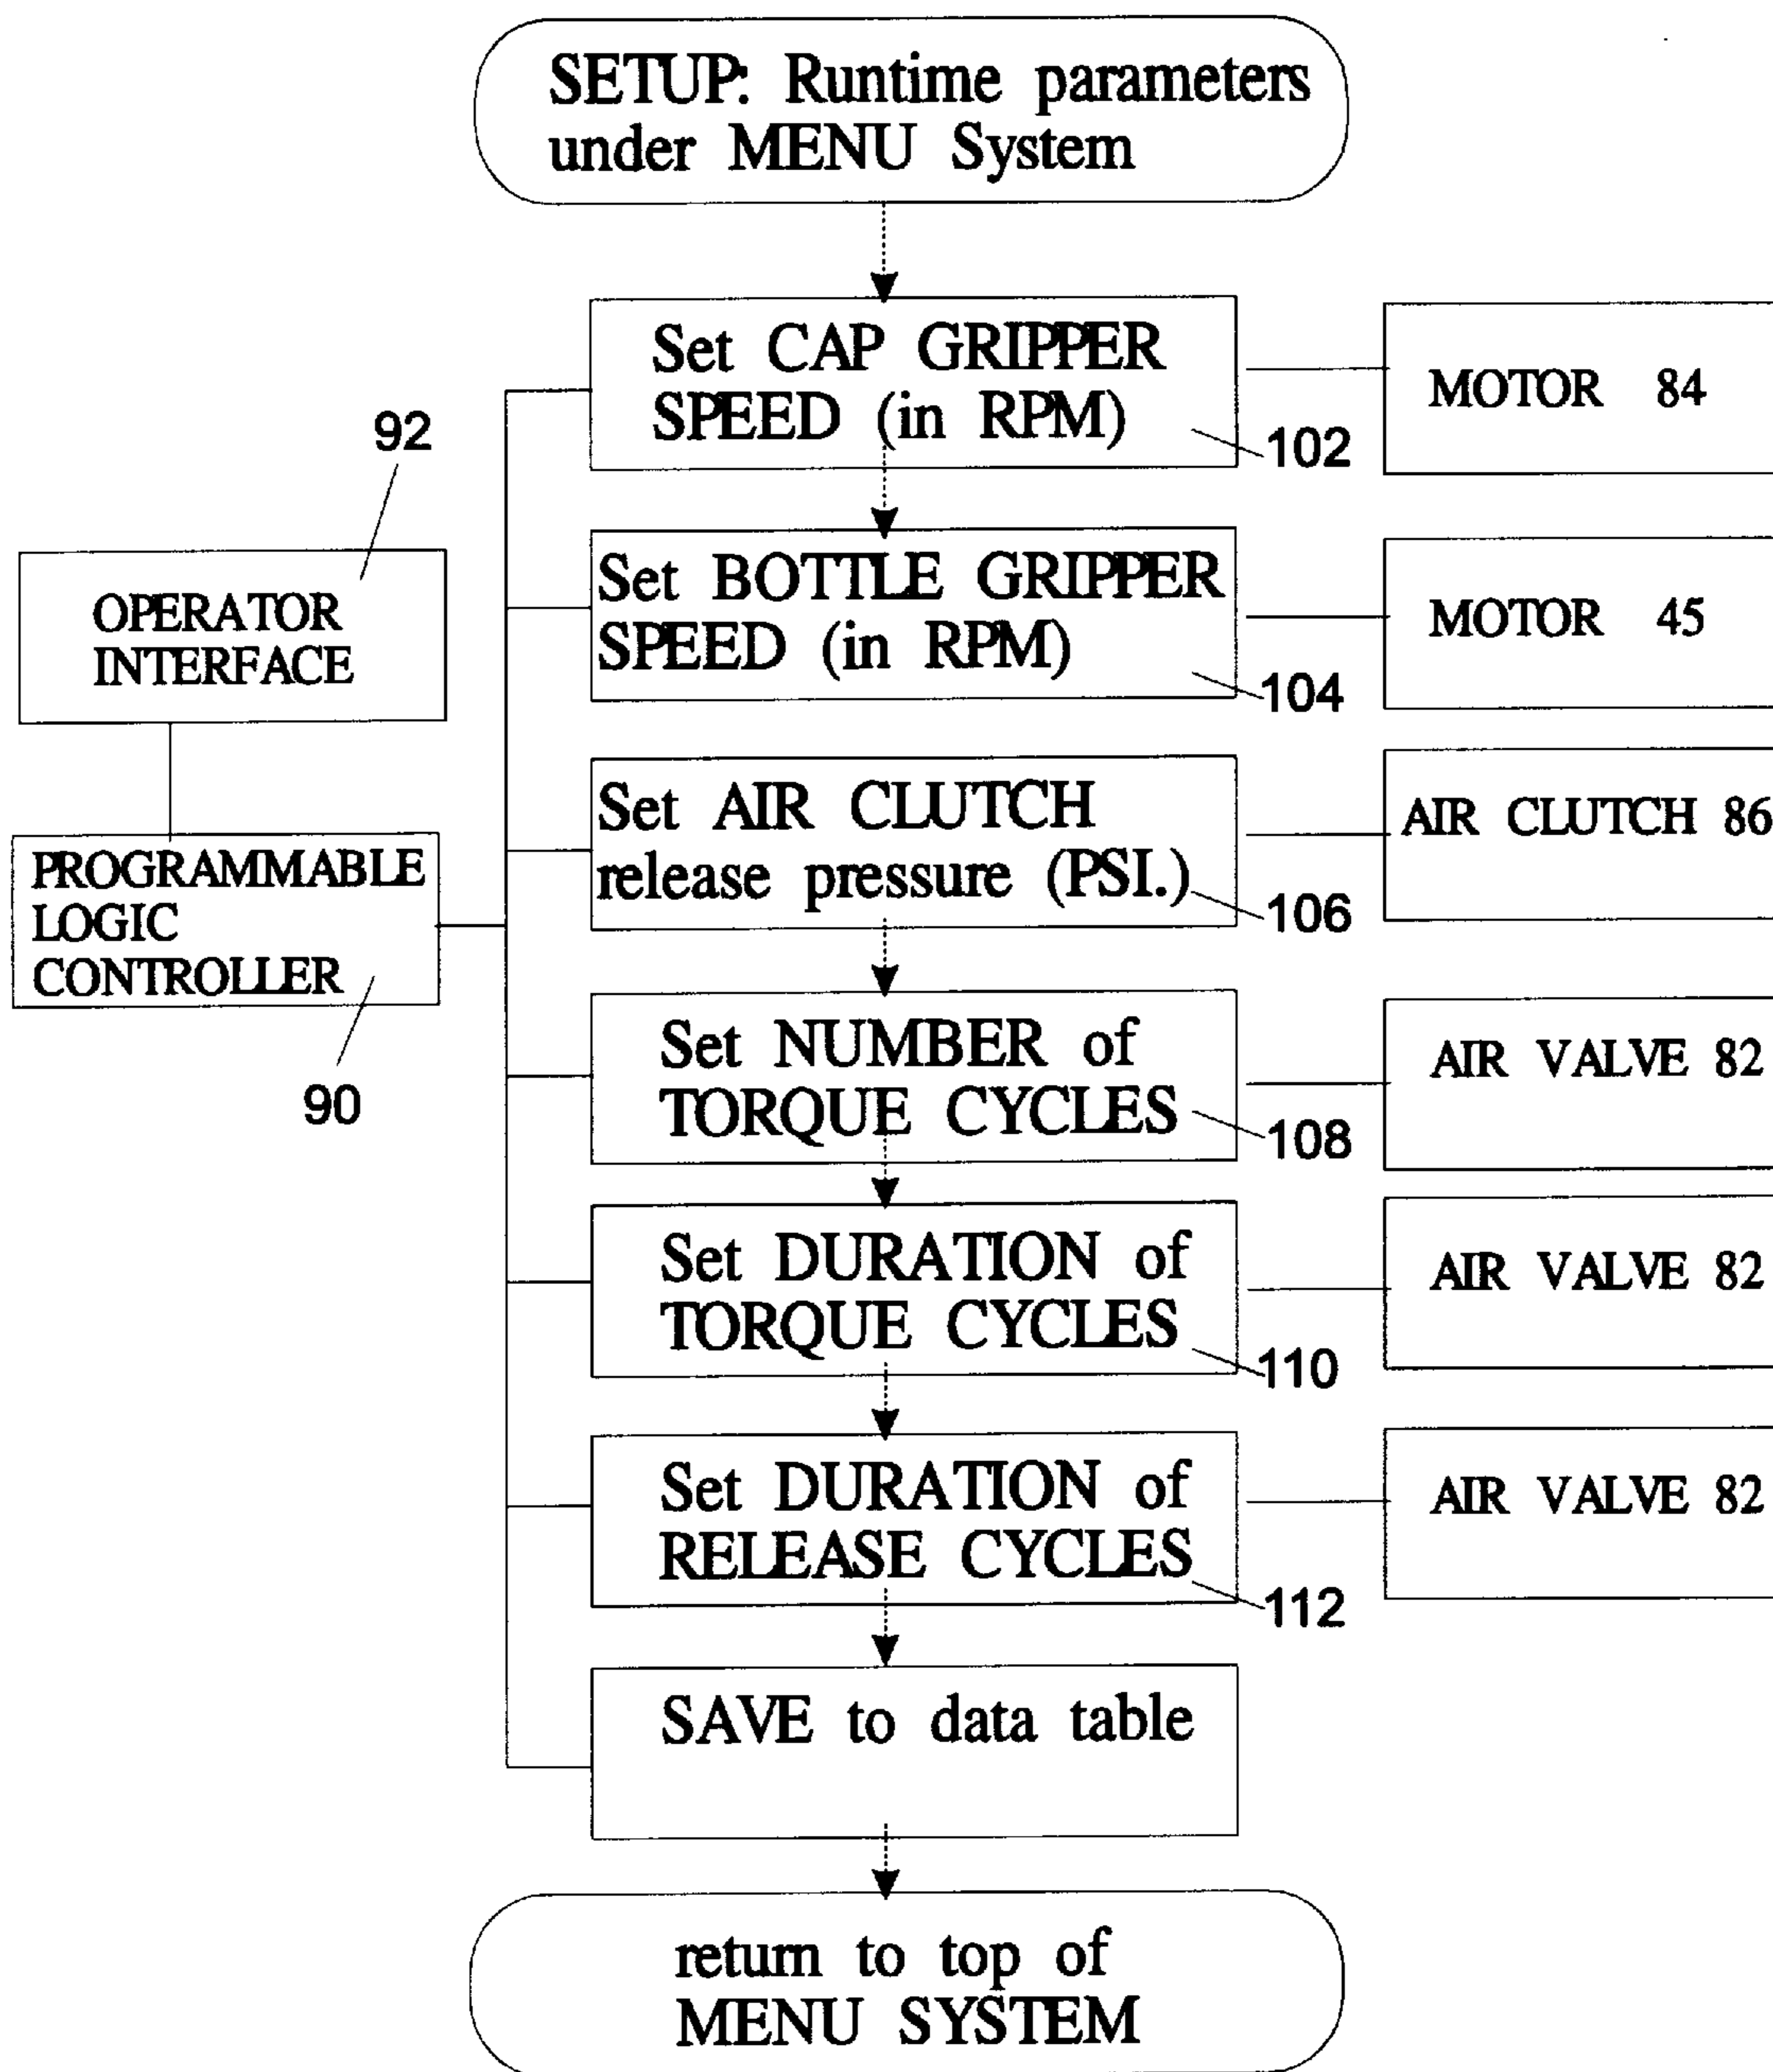 SETUP: Runtime parameters
under MENU System
Set CAP GRIPPER
SPEED (in RPM)
102
MOTOR 84
92
OPERATOR
INTERFACE
Set BOTTLE GRIPPER
SPEED (in RPM)
104
MOTOR 45
PROGRAMMABLE
LOGIC
CONTROLLER
90
Set AIR CLUTCH
release pressure (PSI.)
106
AIR CLUTCH 86
Set NUMBER of
TORQUE CYCLES
108
AIR VALVE 82
Set DURATION of
TORQUE CYCLES
110
AIR VALVE 82
Set DURATION of
RELEASE CYCLES
112
AIR VALVE 82
SAVE to data table
return to top of
MENU SYSTEM